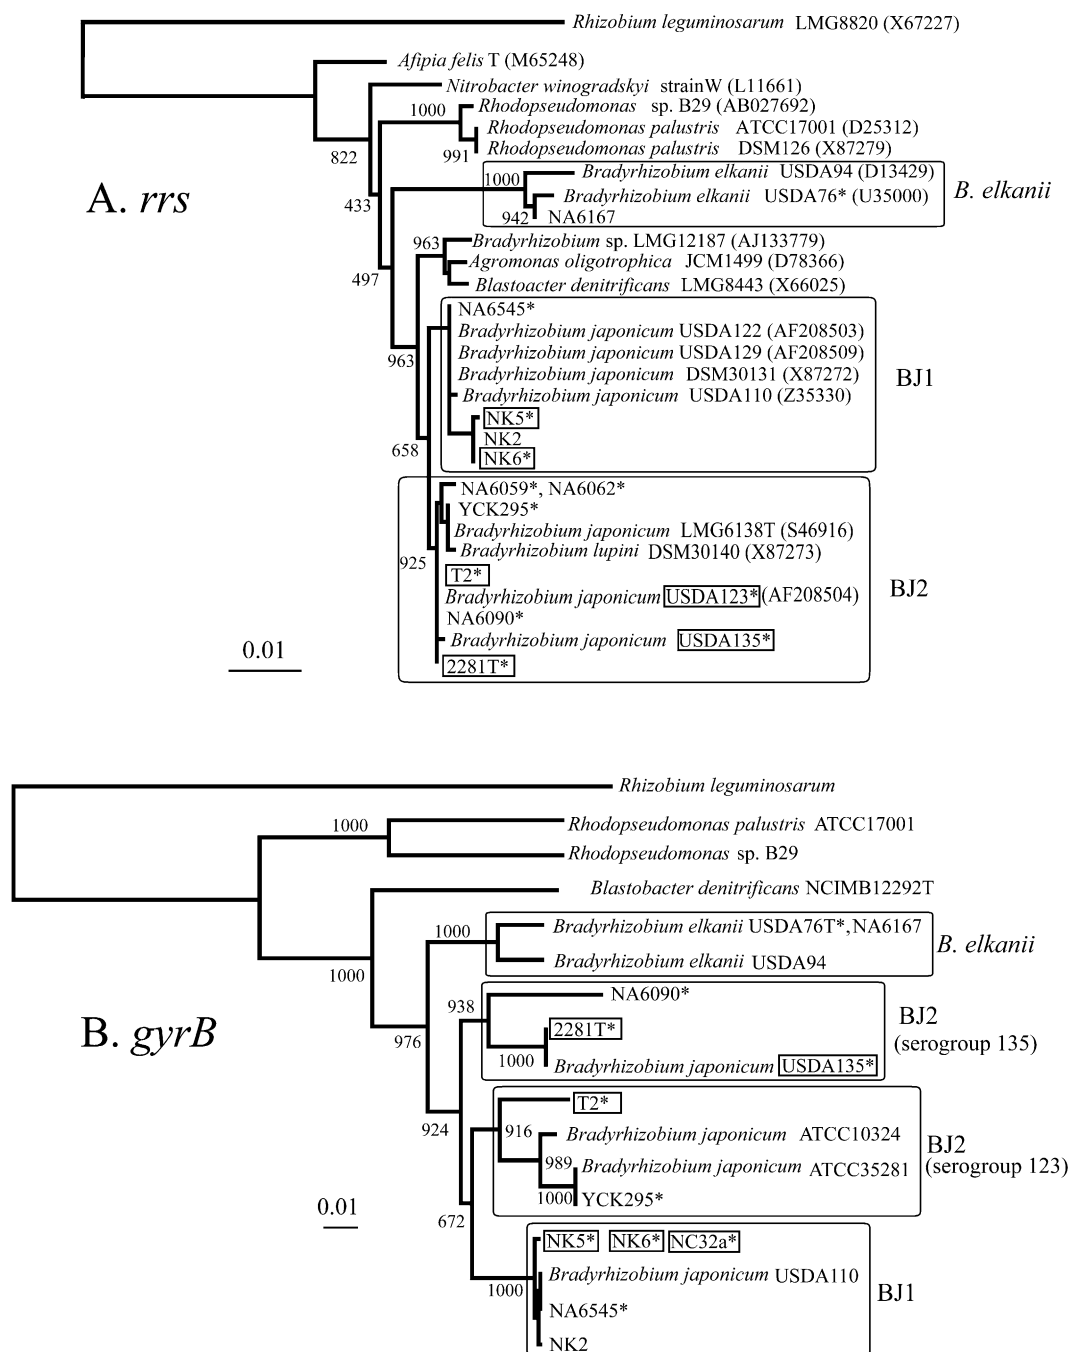 Rhizobium leguminosarum LMG8820 (X67227)
Afipia felis T (M65248)
Nitrobacter winogradskyi strainW (L11661)
1000 Rhodopseudomonas sp. B29 (AB027692)
Rhodopseudomonas palustris ATCC17001 (D25312)
822 991 Rhodopseudomonas palustris DSM126 (X87279)
1000 Bradyrhizobium elkanii USDA94 (D13429)
A. rrs
Bradyrhizobium elkanii USDA76* (U35000) B. elkanii
433 942 NA6167
963 Bradyrhizobium sp. LMG12187 (AJ133779)
Agromonas oligotrophica JCM1499 (D78366)
497 Blastoacter denitrificans LMG8443 (X66025)
NA6545*
Bradyrhizobium japonicum USDA122 (AF208503)
963 Bradyrhizobium japonicum USDA129 (AF208509)
Bradyrhizobium japonicum DSM30131 (X87272) BJ1
Bradyrhizobium japonicum USDA110 (Z35330)
NK5*
NK2
658 NK6*
NA6059*, NA6062*
YCK295*
Bradyrhizobium japonicum LMG6138T (S46916)
Bradyrhizobium lupini DSM30140 (X87273)
925 T2*
BJ2
Bradyrhizobium japonicum USDA123* (AF208504)
NA6090*
Bradyrhizobium japonicum USDA135*
0.01
2281T*
Rhizobium leguminosarum
1000 Rhodopseudomonas palustris ATCC17001
Rhodopseudomonas sp. B29
Blastobacter denitrificans NCIMB12292T
Bradyrhizobium elkanii USDA76T*, NA6167
1000 B. elkanii
Bradyrhizobium elkanii USDA94
1000
938 NA6090*
BJ2
B. gyrB
976 2281T* (serogroup 135)
1000 Bradyrhizobium japonicum USDA135*
T2*
924 916 Bradyrhizobium japonicum ATCC10324
BJ2
989 Bradyrhizobium japonicum ATCC35281 (serogroup 123)
1000 YCK295*
0.01
672
NK5* NK6* NC32a*
Bradyrhizobium japonicum USDA110
1000 BJ1
NA6545*
NK2